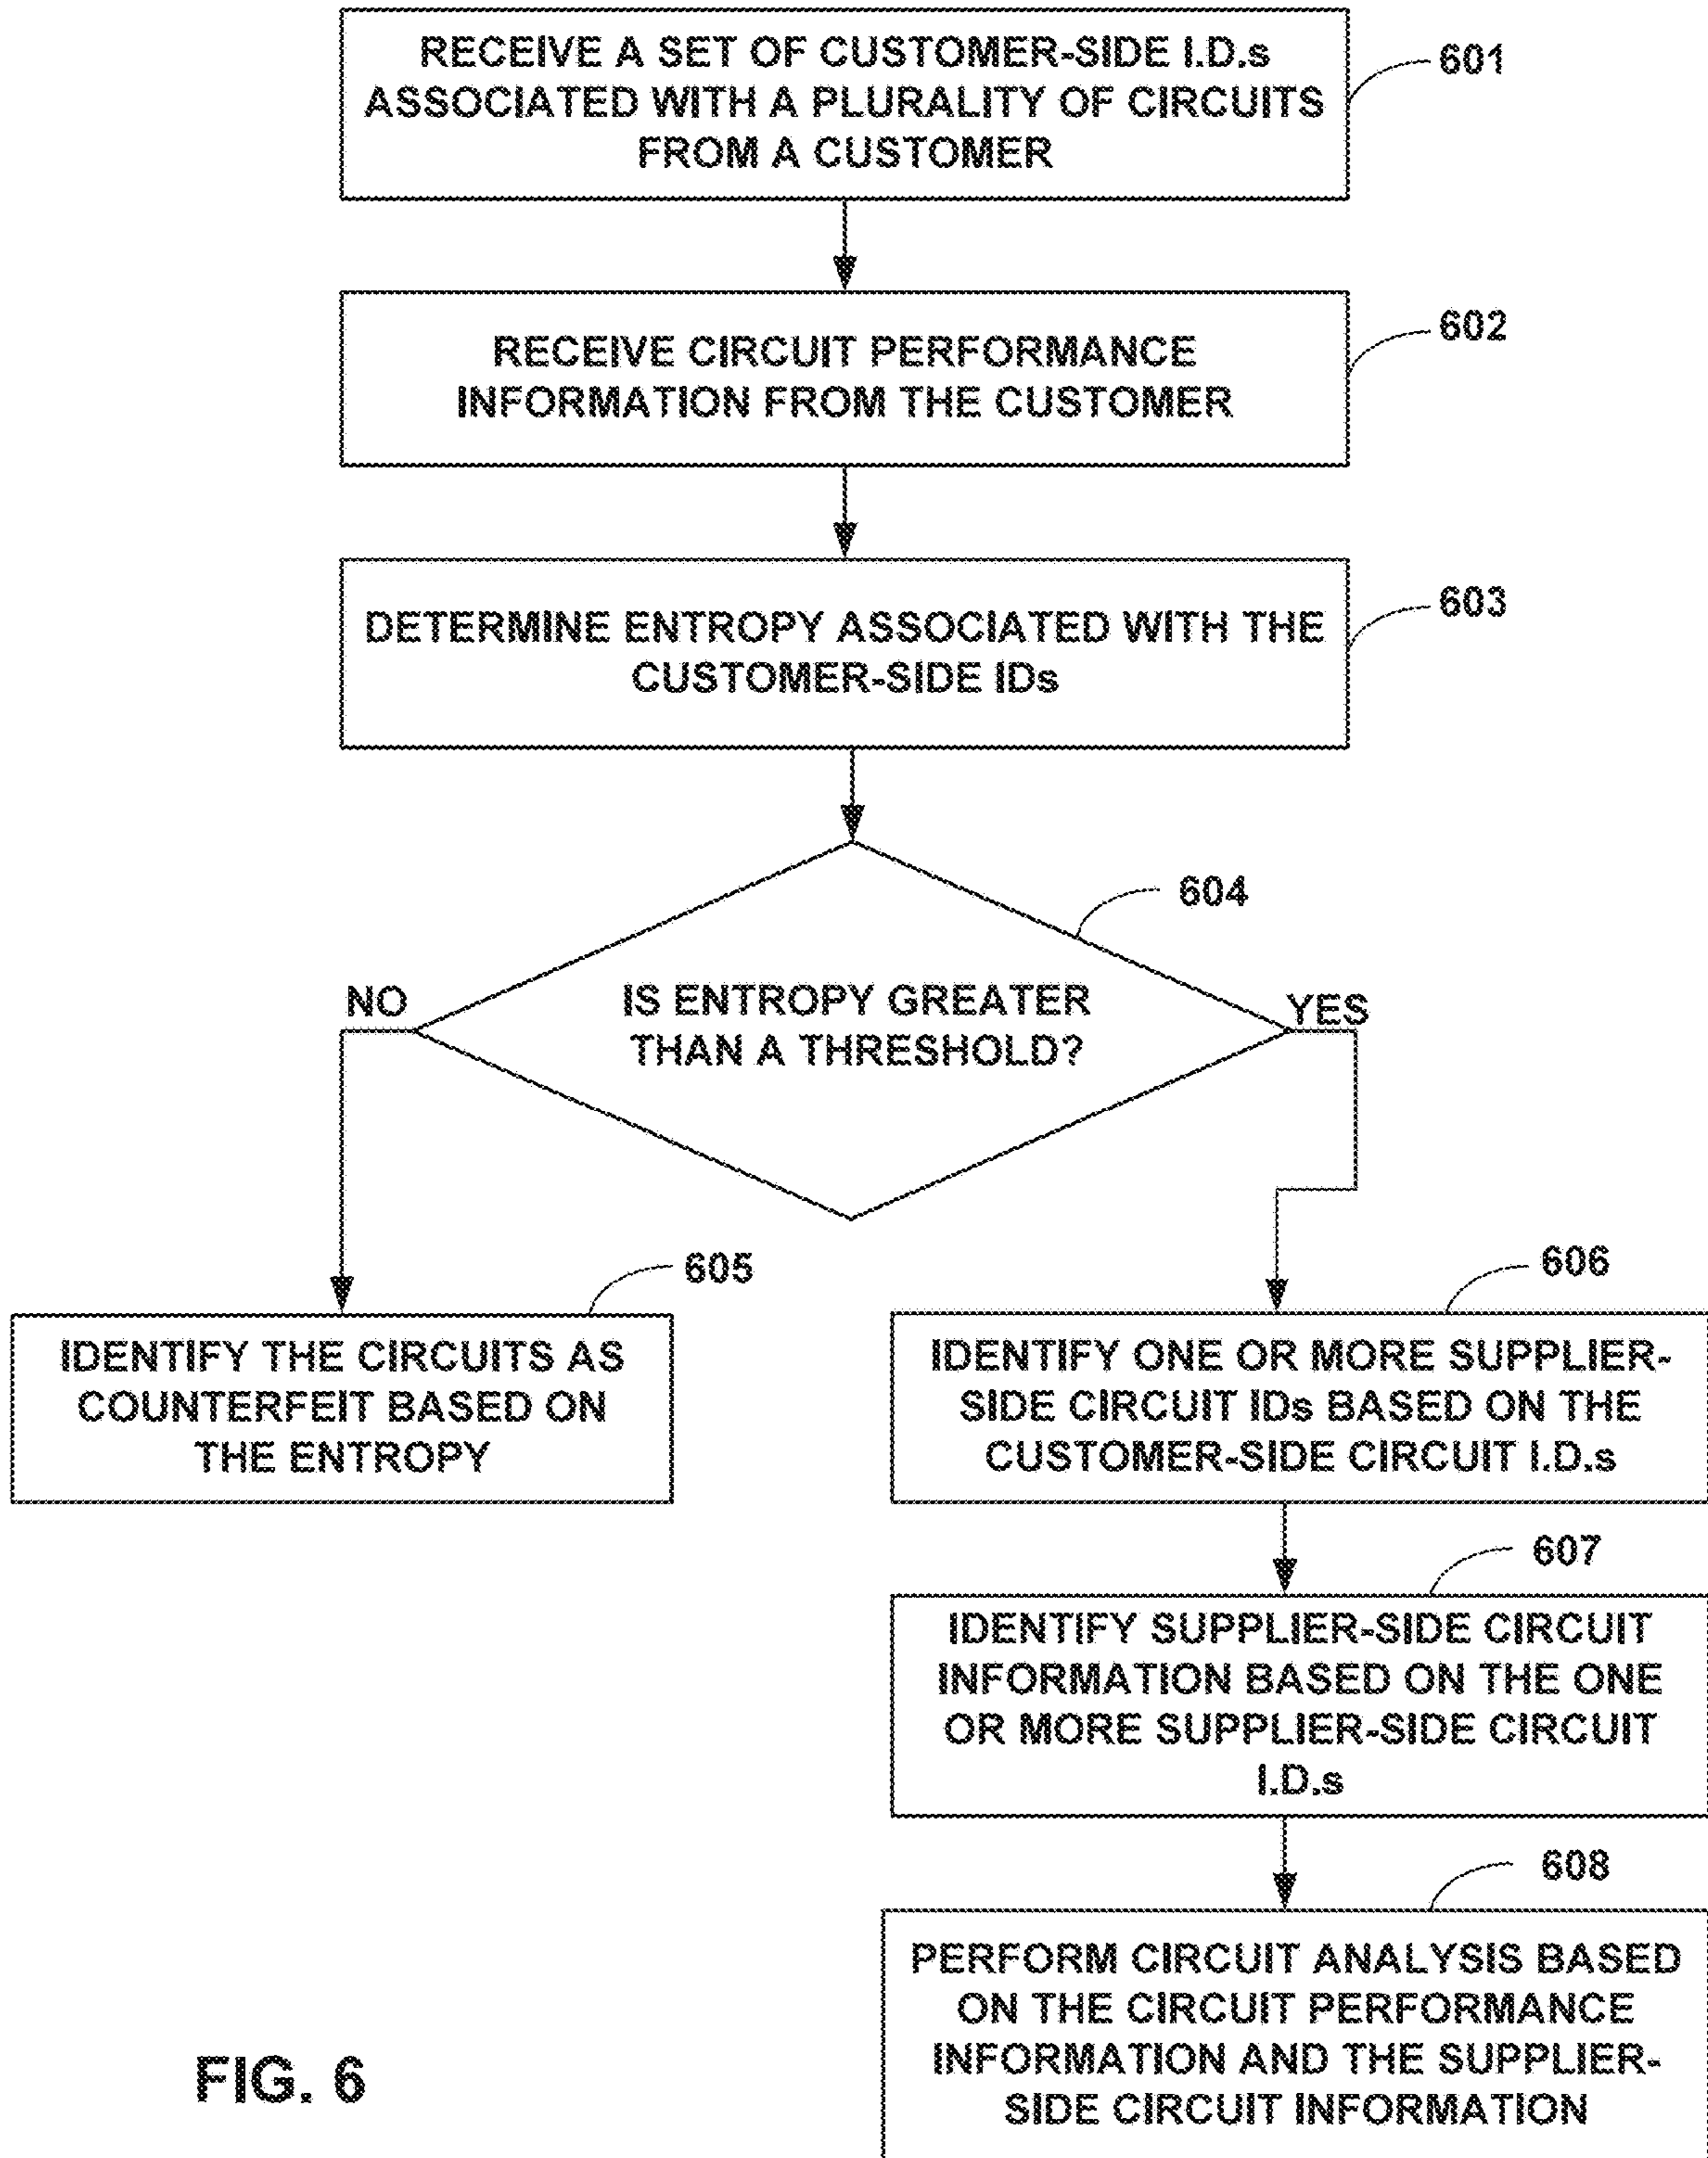 RECEIVE A SET OF CUSTOMER-SIDE I.D.s
ASSOCIATED WITH A PLURALITY OF CIRCUITS
FROM A CUSTOMER
601
RECEIVE CIRCUIT PERFORMANCE
INFORMATION FROM THE CUSTOMER
602
DETERMINE ENTROPY ASSOCIATED WITH THE
CUSTOMER-SIDE IDs
603
604
NO
IS ENTROPY GREATER
THAN A THRESHOLD?
YES
605
IDENTIFY THE CIRCUITS AS
COUNTERFEIT BASED ON
THE ENTROPY
606
IDENTIFY ONE OR MORE SUPPLIER-
SIDE CIRCUIT IDs BASED ON THE
CUSTOMER-SIDE CIRCUIT I.D.s
607
IDENTIFY SUPPLIER-SIDE CIRCUIT
INFORMATION BASED ON THE ONE
OR MORE SUPPLIER-SIDE CIRCUIT
I.D.s
608
PERFORM CIRCUIT ANALYSIS BASED
ON THE CIRCUIT PERFORMANCE
INFORMATION AND THE SUPPLIER-
SIDE CIRCUIT INFORMATION
FIG. 6